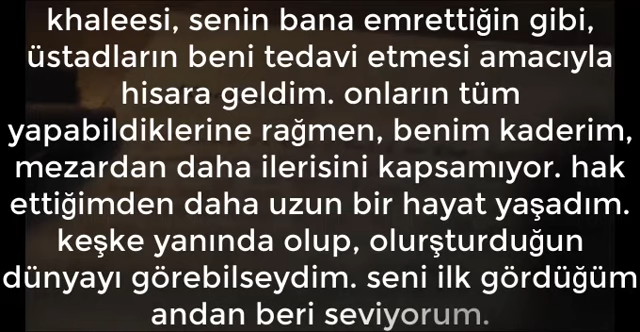 khaleesi, senin bana emrettiğin gibi,
üstadların beni tedavi etmesi amacıyla
hisara geldim. onların tüm
yapabildiklerine rağmen, benim kaderim,
mezardan daha ilerisini kapsamıyor. hak
ettiğimden daha uzun bir hayat yaşadım.
keşke yanında olup, olurşturduğun
dünyayı görebilseydim. seni ilk gördüğüm
andan beri seviyorum.